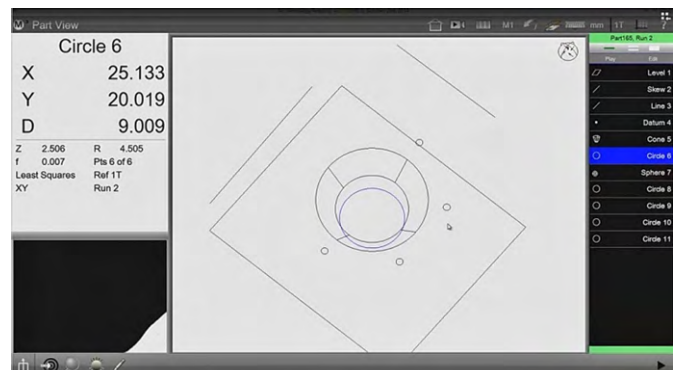 M Part View
M1
mm
1T
?
Circle 6
X 25.133
Y 20.019
D 9.009
Z 2.506 R 4.505
f 0.007 Pts 6 of 6
Least Squares Ref 1T
XY Run 2
Part165, Run 2
Play Edit
Level 1
Skew 2
Line 3
Datum 4
Cone 5
Circle 6
Sphere 7
Circle 8
Circle 9
Circle 10
Circle 11